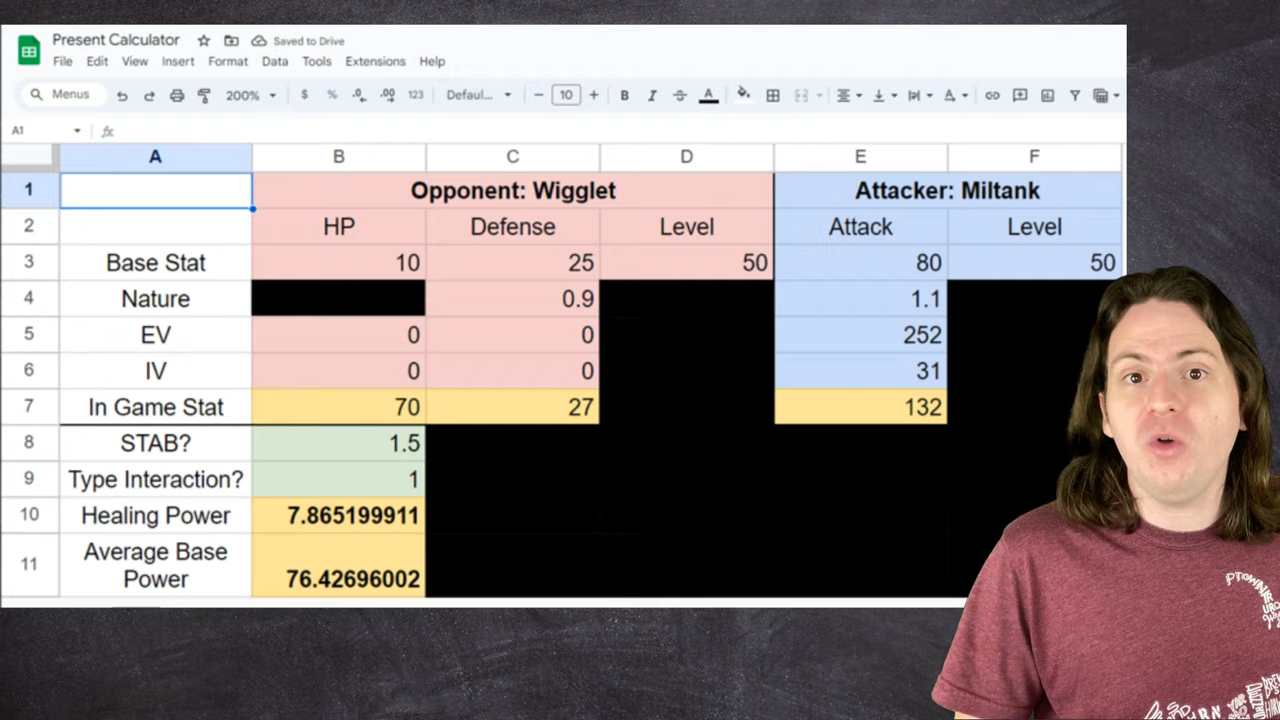 Present Calculator Saved to Drive
File Edit View Insert Format Data Tools Extensions Help
Menus 200% $ % .0 .00 123 Defaul... - 10 + B I S A
A1 fx
A B C D E F
1 Opponent: Wigglet Attacker: Miltank
2 HP Defense Level Attack Level
3 Base Stat 10 25 50 80 50
4 Nature 0.9 1.1
5 EV 0 0 252
6 IV 0 0 31
7 In Game Stat 70 27 132
8 STAB? 1.5
9 Type Interaction? 1
10 Healing Power 7.865199911
11 Average Base
Power 76.42696002